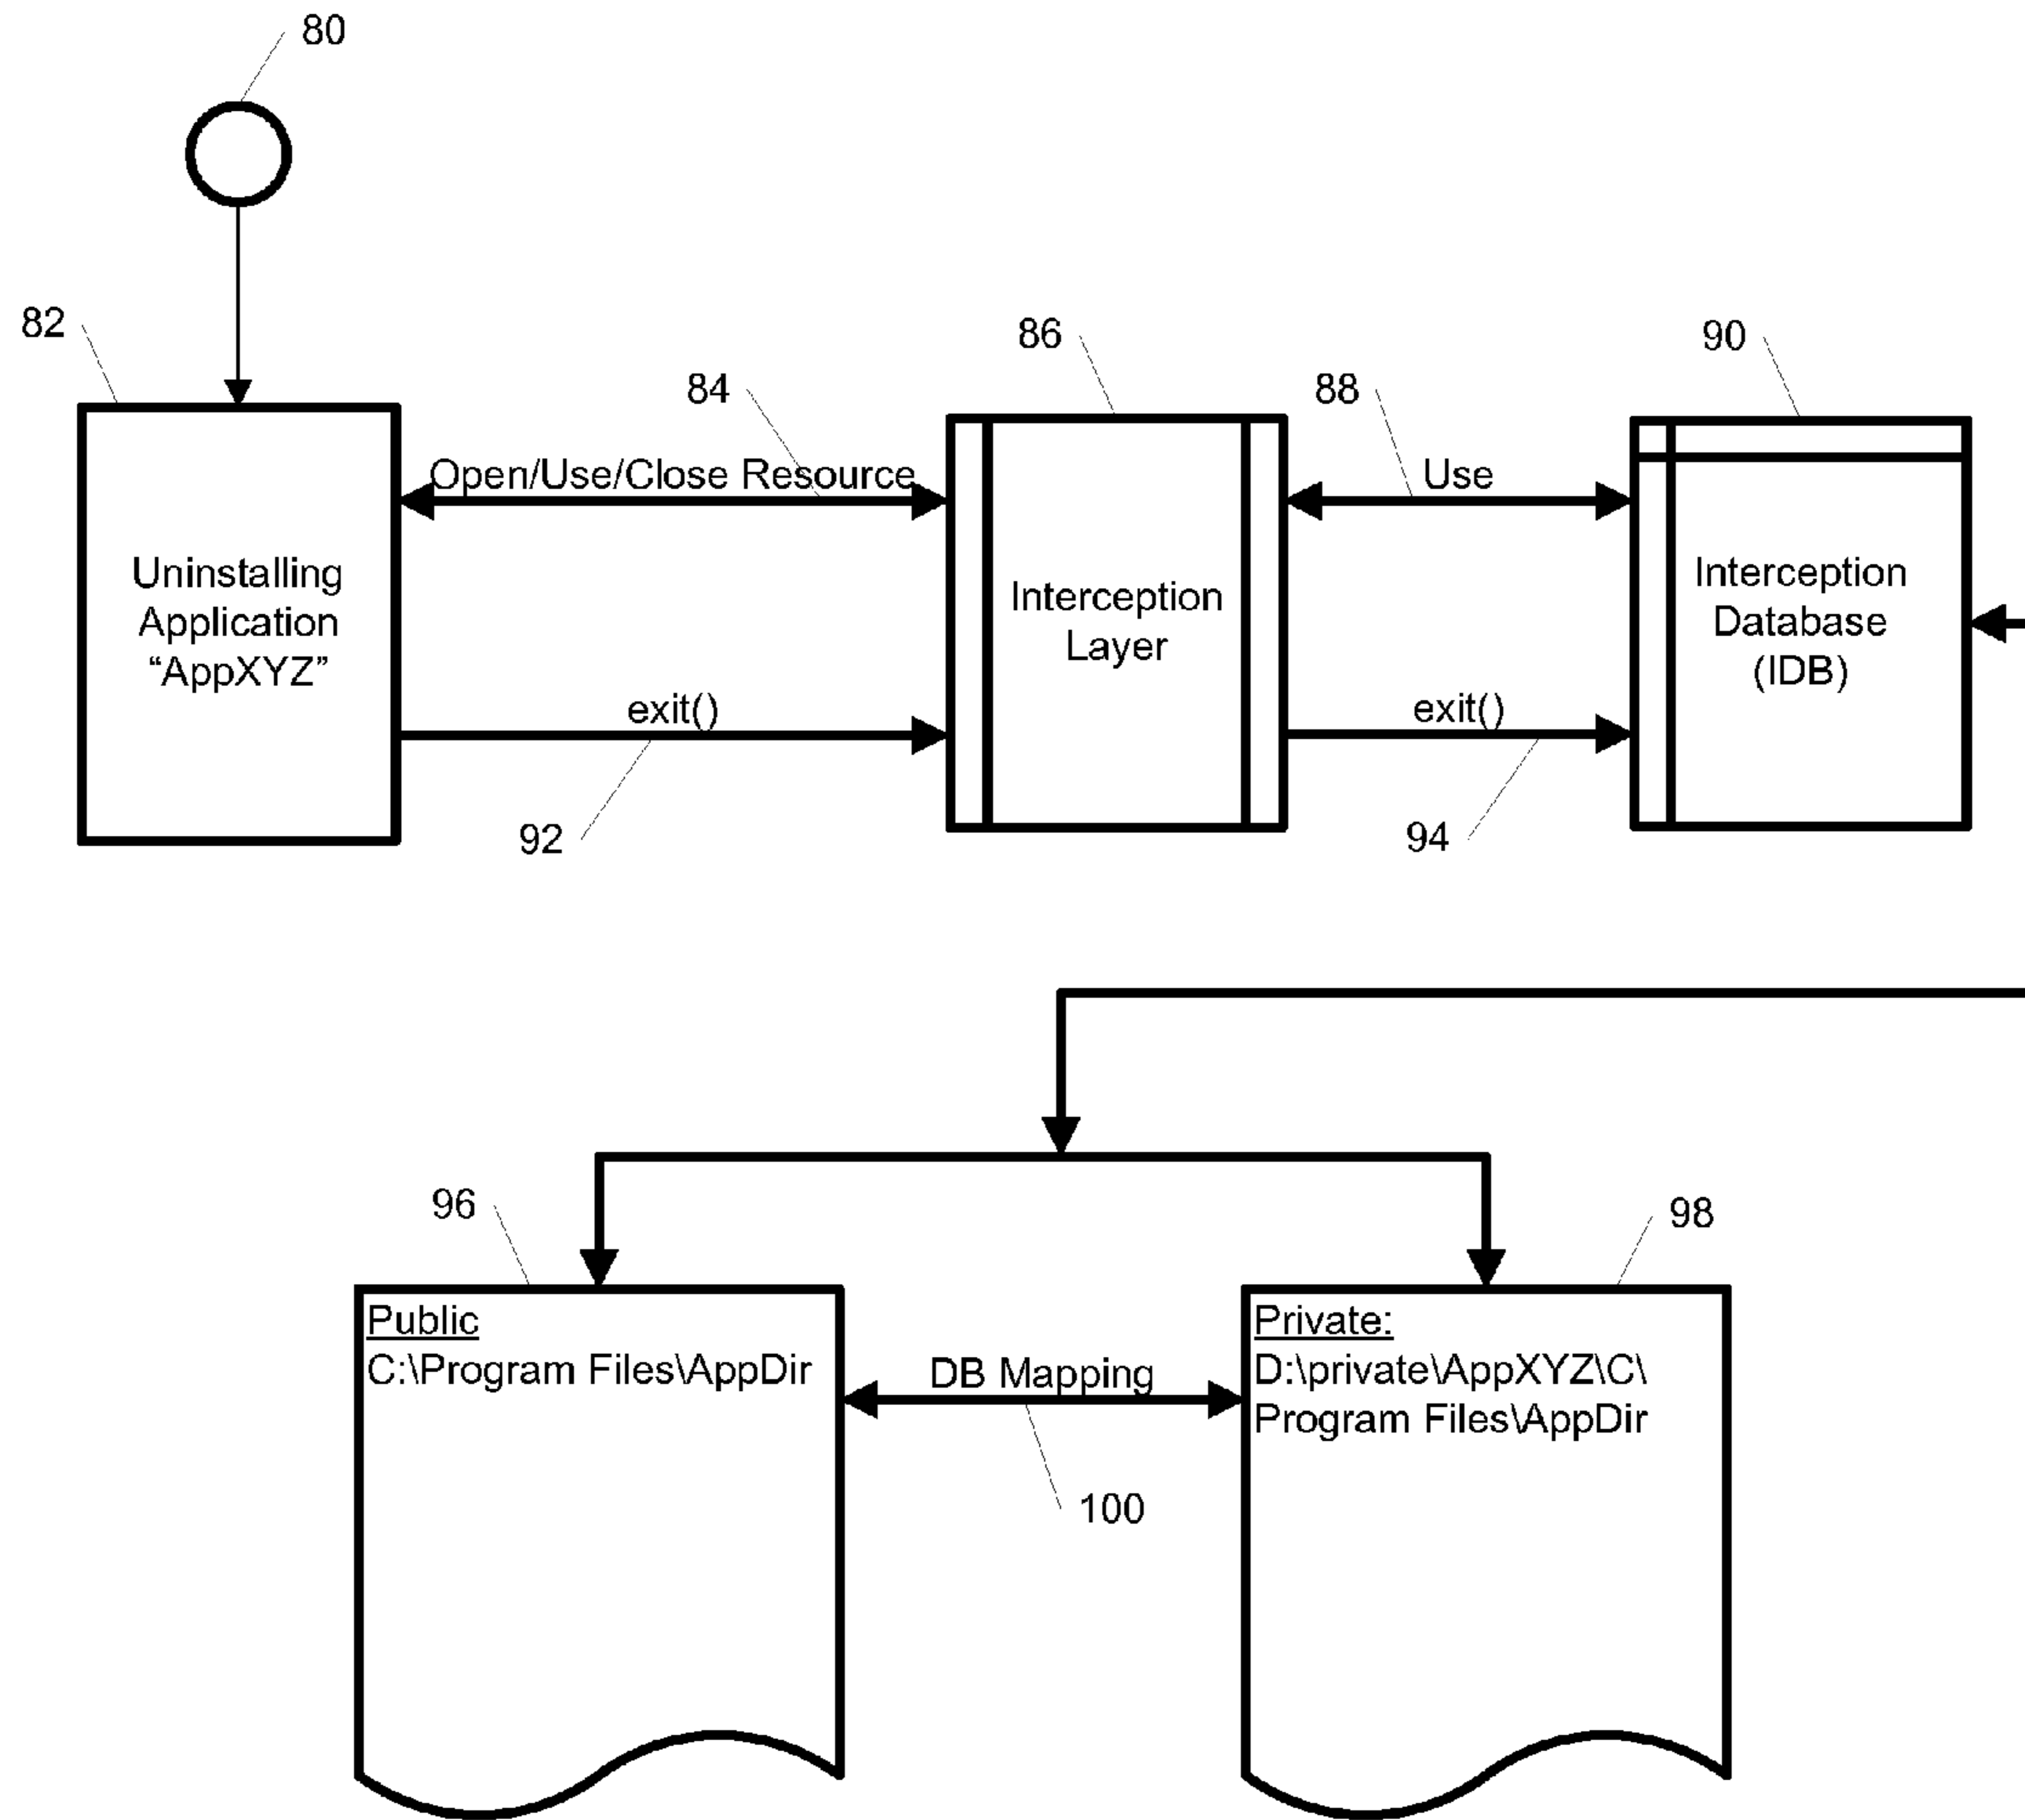 80
82
86
90
84
88
Open/Use/Close Resource
Use
Uninstalling
Application
“AppXYZ”
Interception
Layer
Interception
Database
(IDB)
exit()
exit()
92
94
96
98
Public
C:\Program Files\AppDir
DB Mapping
Private:
D:\private\AppXYZ\C\
Program Files\AppDir
100